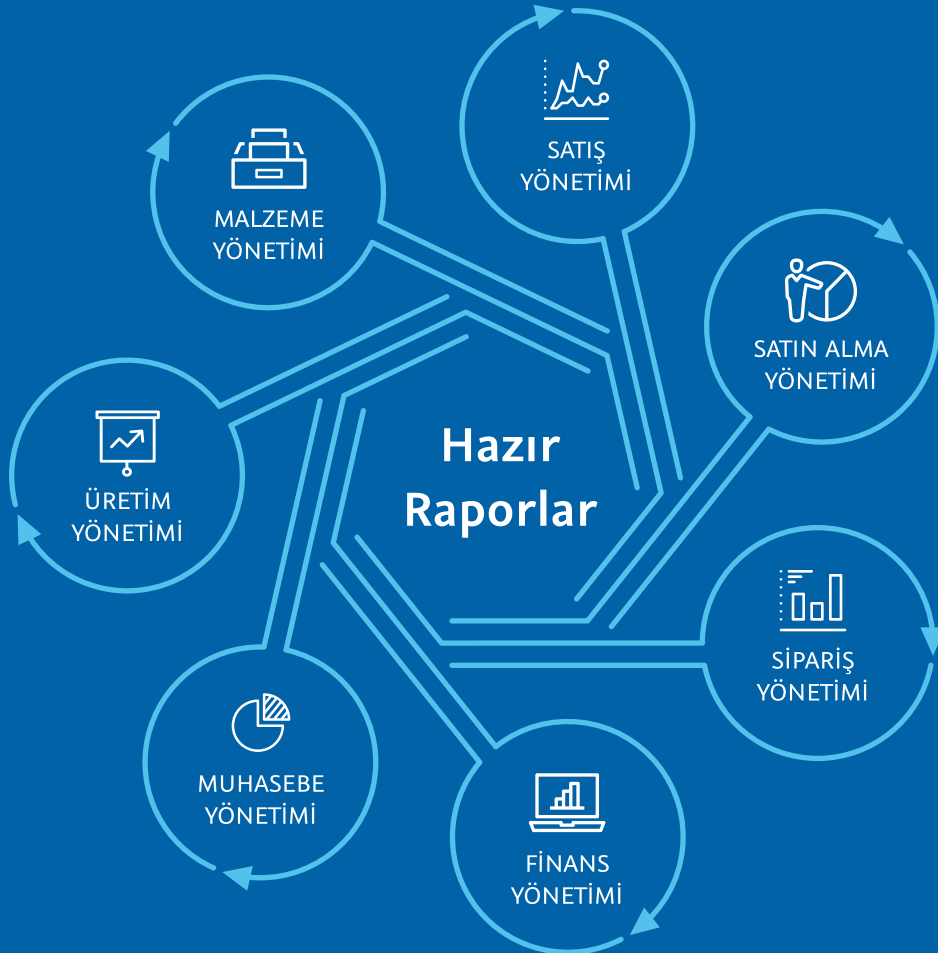 SATIŞ
YÖNETİMİ
MALZEME
YÖNETİMİ
SATIN ALMA
YÖNETİMİ
Hazır
Raporlar
ÜRETİM
YÖNETİMİ
SİPARİŞ
YÖNETİMİ
MUHASEBE
YÖNETİMİ
FİNANS
YÖNETİMİ